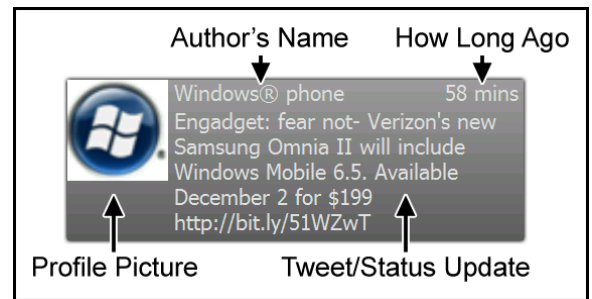 Author's Name How Long Ago
Windows® phone 58 mins
Engadget: fear not- Verizon's new
Samsung Omnia II will include
Windows Mobile 6.5. Available
December 2 for $199
http://bit.ly/51WZwT
Profile Picture Tweet/Status Update